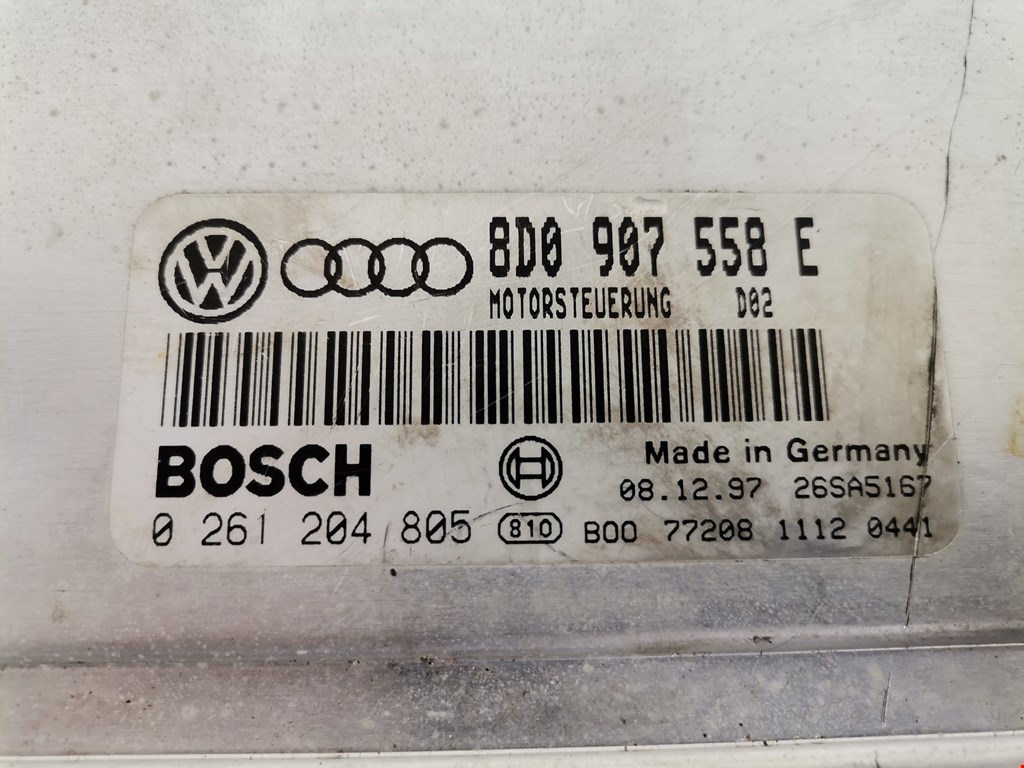 8D0 907 558 E
MOTORSTEUERUNG D02
BOSCH
Made in Germany
08.12.97 26SA5167
0 261 204 805 810 B00 77208 1112 0441